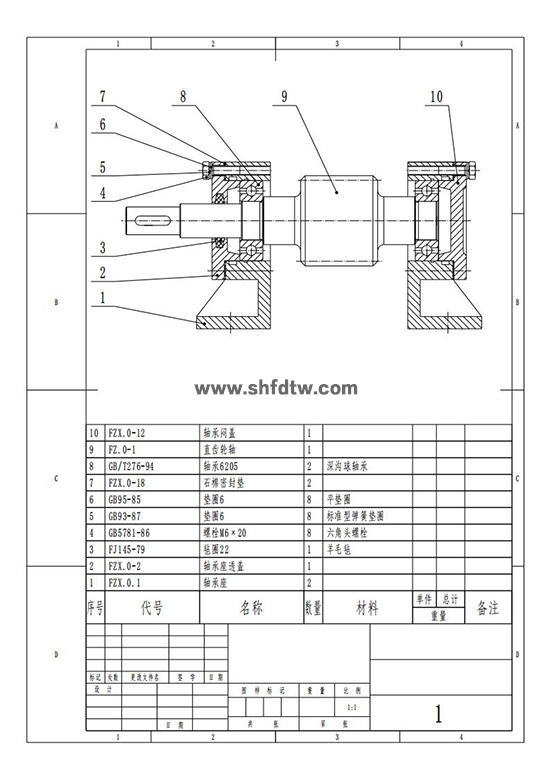 1 2 3 4
A A
B B
C C
D D
7 8 9 10
6
5
4
3
2
1
www.shfdtw.com
10 FZX.0-12 轴承闷盖 1
9 FZ.0-1 直齿轮轴 1
8 GB/T276-94 轴承6205 2 深沟球轴承
7 FZX.0-18 石棉密封垫 2
6 GB95-85 垫圈6 8 平垫圈
5 GB93-87 垫圈6 8 标准型弹簧垫圈
4 GB5781-86 螺栓M6×20 8 六角头螺栓
3 FJ145-79 毡圈22 1 羊毛毡
2 FZX.0-2 轴承座透盖 1
1 FZX.0.1 轴承座 2
序号 代号 名称 数量 材料 单件 总计 备注
重量
标记 处数 更改文件名 签字 日期
设计
图样标记 重量 比例
1:1
日期
共 张 第 张
1
1 2 3 4